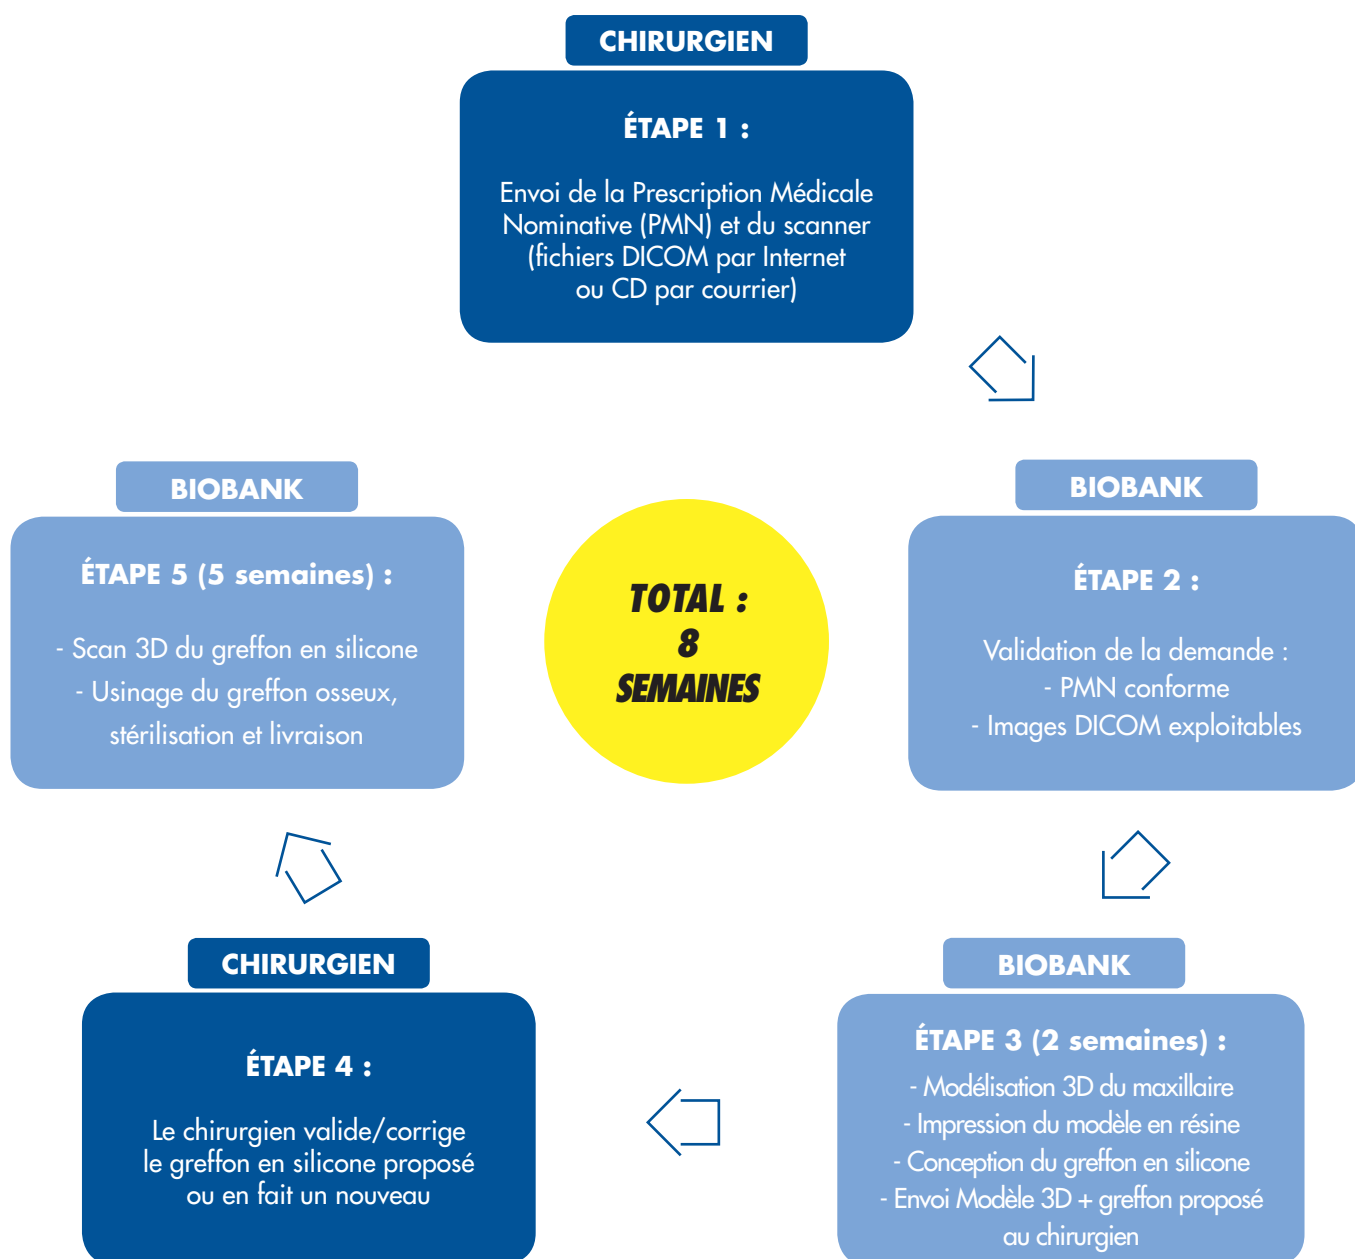 CHIRURGIEN
ÉTAPE 1 :
Envoi de la Prescription Médicale
Nominative (PMN) et du scanner
(fichiers DICOM par Internet
ou CD par courrier)
BIOBANK
ÉTAPE 2 :
Validation de la demande :
- PMN conforme
- Images DICOM exploitables
BIOBANK
ÉTAPE 3 (2 semaines) :
- Modélisation 3D du maxillaire
- Impression du modèle en résine
- Conception du greffon en silicone
- Envoi Modèle 3D + greffon proposé
au chirurgien
CHIRURGIEN
ÉTAPE 4 :
Le chirurgien valide/corrige
le greffon en silicone proposé
ou en fait un nouveau
BIOBANK
ÉTAPE 5 (5 semaines) :
- Scan 3D du greffon en silicone
- Usinage du greffon osseux,
stérilisation et livraison
TOTAL :
8
SEMAINES